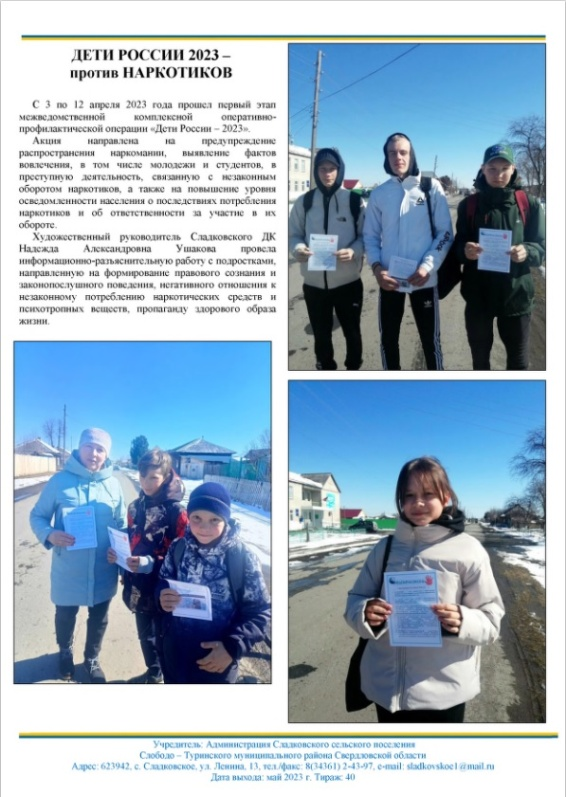 ДЕТИ РОССИИ 2023 –
против НАРКОТИКОВ
С 3 по 12 апреля 2023 года прошел первый этап
межведомственной комплексной оперативно-
профилактической операции «Дети России – 2023».
Акция направлена на предупреждение
распространения наркомании, выявление фактов
вовлечения, в том числе молодежи и студентов, в
преступную деятельность, связанную с незаконным
оборотом наркотиков, а также на повышение уровня
осведомленности населения о последствиях потребления
наркотиков и об ответственности за участие в их
обороте.
Художественный руководитель Сладковского ДК
Надежда Александровна Ушакова провела
информационно-разъяснительную работу с подростками,
направленную на формирование правового сознания и
законопослушного поведения, негативного отношения к
незаконному потреблению наркотических средств и
психотропных веществ, пропаганду здорового образа
жизни.
Учредитель: Администрация Сладковского сельского поселения
Слободо – Туринского муниципального района Свердловской области
Адрес: 623942, с. Сладковское, ул. Ленина, 13, тел./факс: 8(34361) 2-43-97, e-mail: sladkovskoe1@mail.ru
Дата выхода: май 2023 г. Тираж: 40